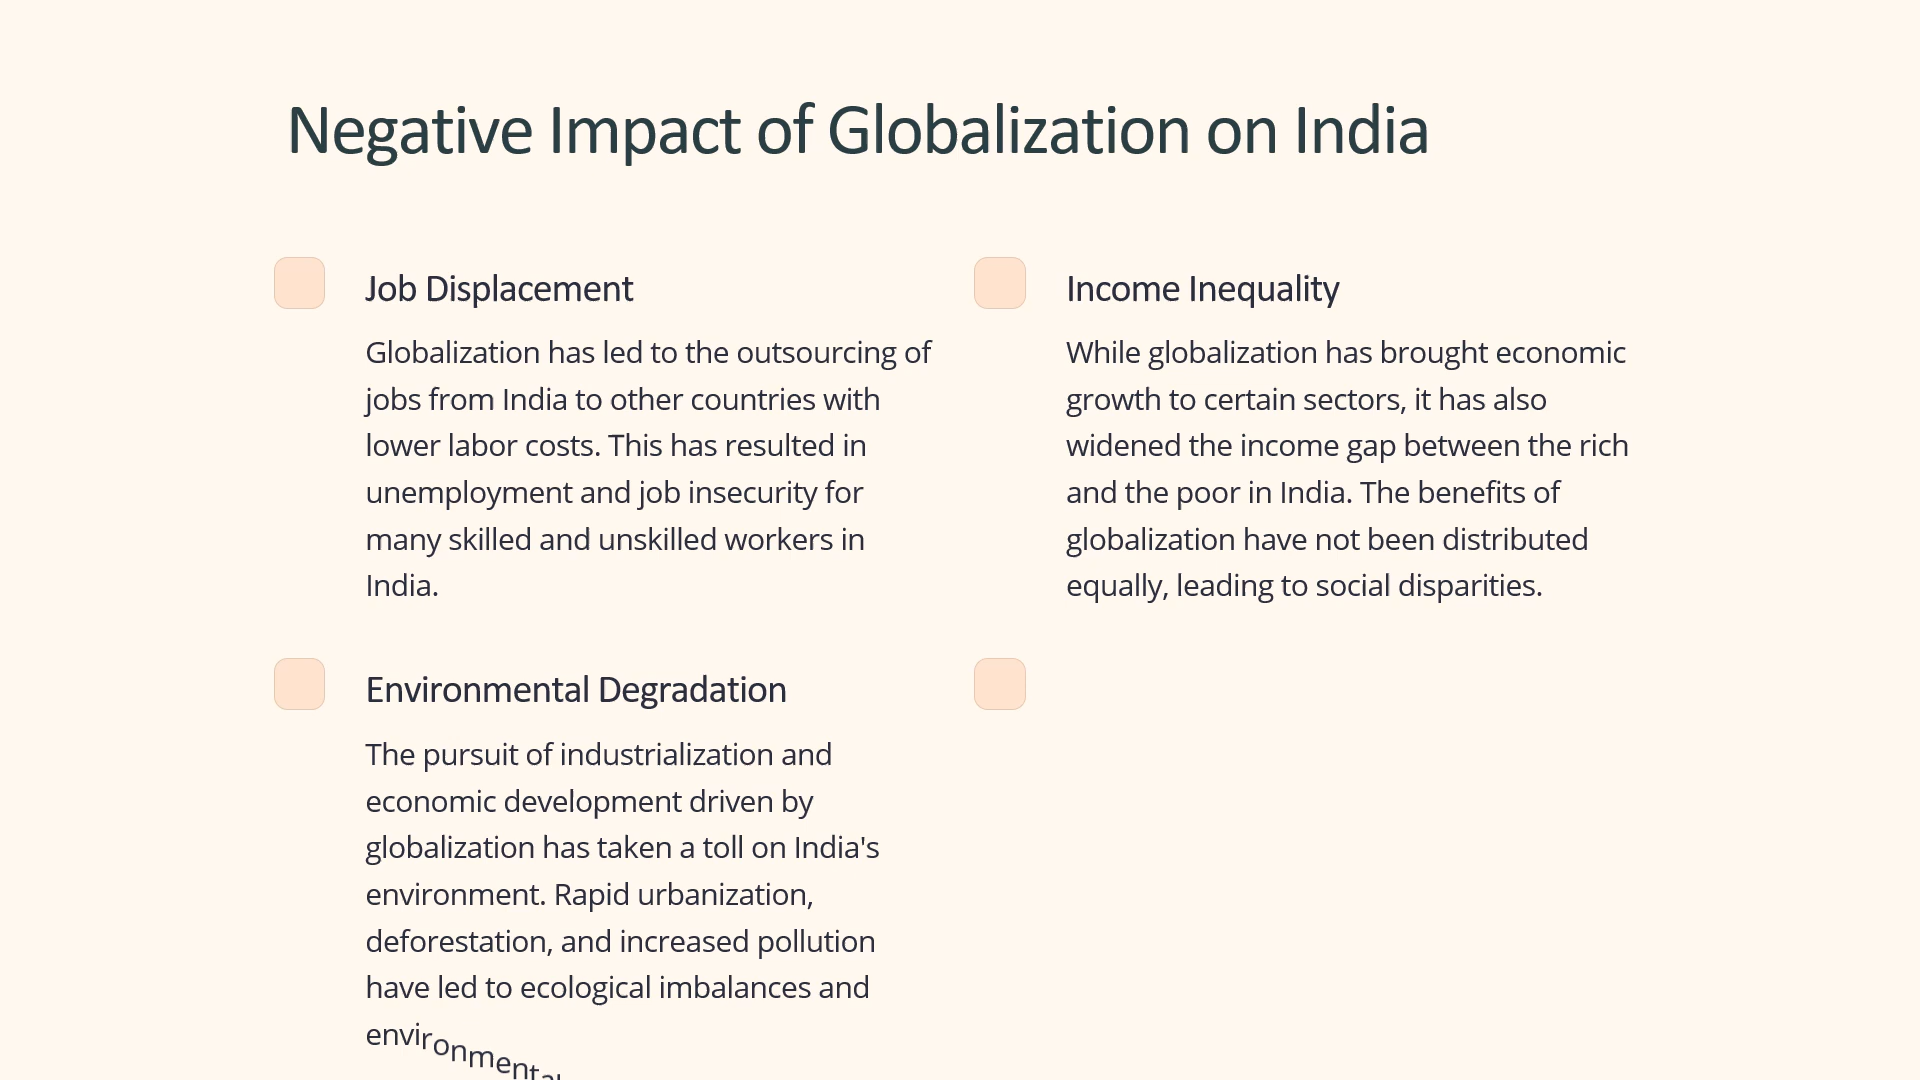 Negative Impact of Globalization on India
Job Displacement
Globalization has led to the outsourcing of
jobs from India to other countries with
lower labor costs. This has resulted in
unemployment and job insecurity for
many skilled and unskilled workers in
India.
Income Inequality
While globalization has brought economic
growth to certain sectors, it has also
widened the income gap between the rich
and the poor in India. The benefits of
globalization have not been distributed
equally, leading to social disparities.
Environmental Degradation
The pursuit of industrialization and
economic development driven by
globalization has taken a toll on India's
environment. Rapid urbanization,
deforestation, and increased pollution
have led to ecological imbalances and
environmental